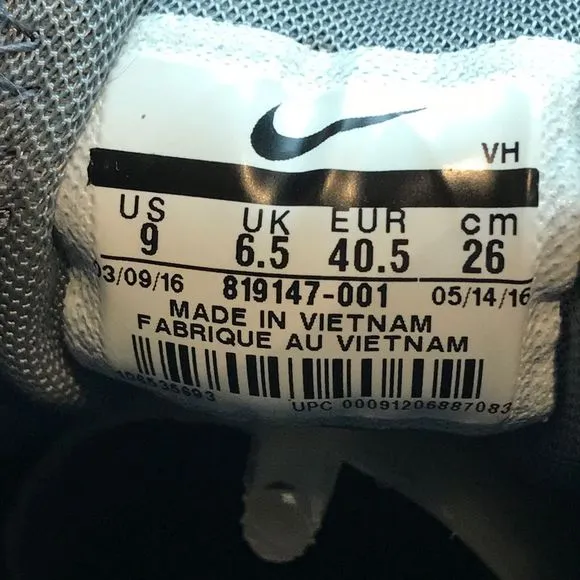 VH
US UK EUR cm
9 6.5 40.5 26
03/09/16 819147-001 05/14/16
MADE IN VIETNAM
FABRIQUE AU VIETNAM
UPC 00091206887083